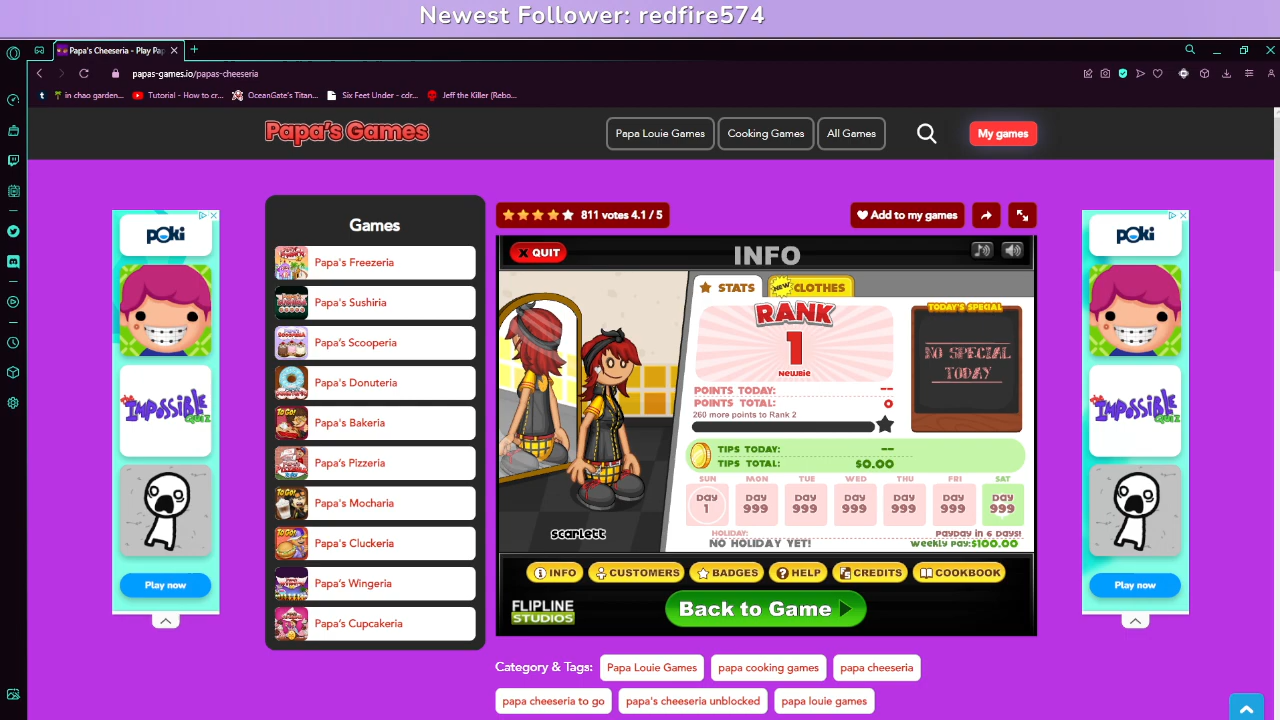 Newest Follower: redfire574
Papa's Cheeseria - Play Pap
papas-games.io/papas-cheeseria
in chao garden...
Tutorial - How to cr...
OceanGate's Titan...
Six Feet Under - cdr...
Jeff the Killer (Rebo...
Papa's Games
Papa Louie Games
Cooking Games
All Games
My games
poki
Play now
Games
Papa's Freezeria
Papa's Sushiria
Papa's Scooperia
Papa's Donuteria
Papa's Bakeria
Papa's Pizzeria
Papa's Mocharia
Papa's Cluckeria
Papa's Wingeria
Papa's Cupcakeria
811 votes 4.1 / 5
Add to my games
X QUIT
INFO
STATS
NEW
CLOTHES
RANK
1
Newbie
TODAY'S SPECIAL
NO SPECIAL
TODAY
POINTS TODAY: --
POINTS TOTAL: 0
260 more points to Rank 2
TIPS TODAY: --
TIPS TOTAL: $0.00
SUN MON TUE WED THU FRI SAT
DAY 1 DAY 999 DAY 999 DAY 999 DAY 999 DAY 999 DAY 999
HOLIDAY:
NO HOLIDAY YET!
PAYDAY IN 6 DAYS!
WEEKLY PAY:$100.00
scarlett
INFO
CUSTOMERS
BADGES
HELP
CREDITS
COOKBOOK
FLIPLINE
STUDIOS
Back to Game
Category & Tags:
Papa Louie Games
papa cooking games
papa cheeseria
papa cheeseria to go
papa's cheeseria unblocked
papa louie games
poki
the IMPOSSIBLE QUIZ
Play now